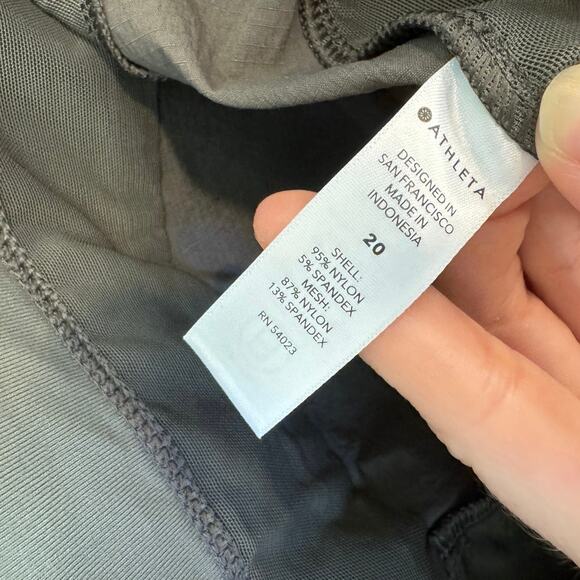 ATHLETA
DESIGNED IN
SAN FRANCISCO
MADE IN
INDONESIA
20
SHELL:
95% NYLON
5% SPANDEX
MESH:
87% NYLON
13% SPANDEX
RN 54023